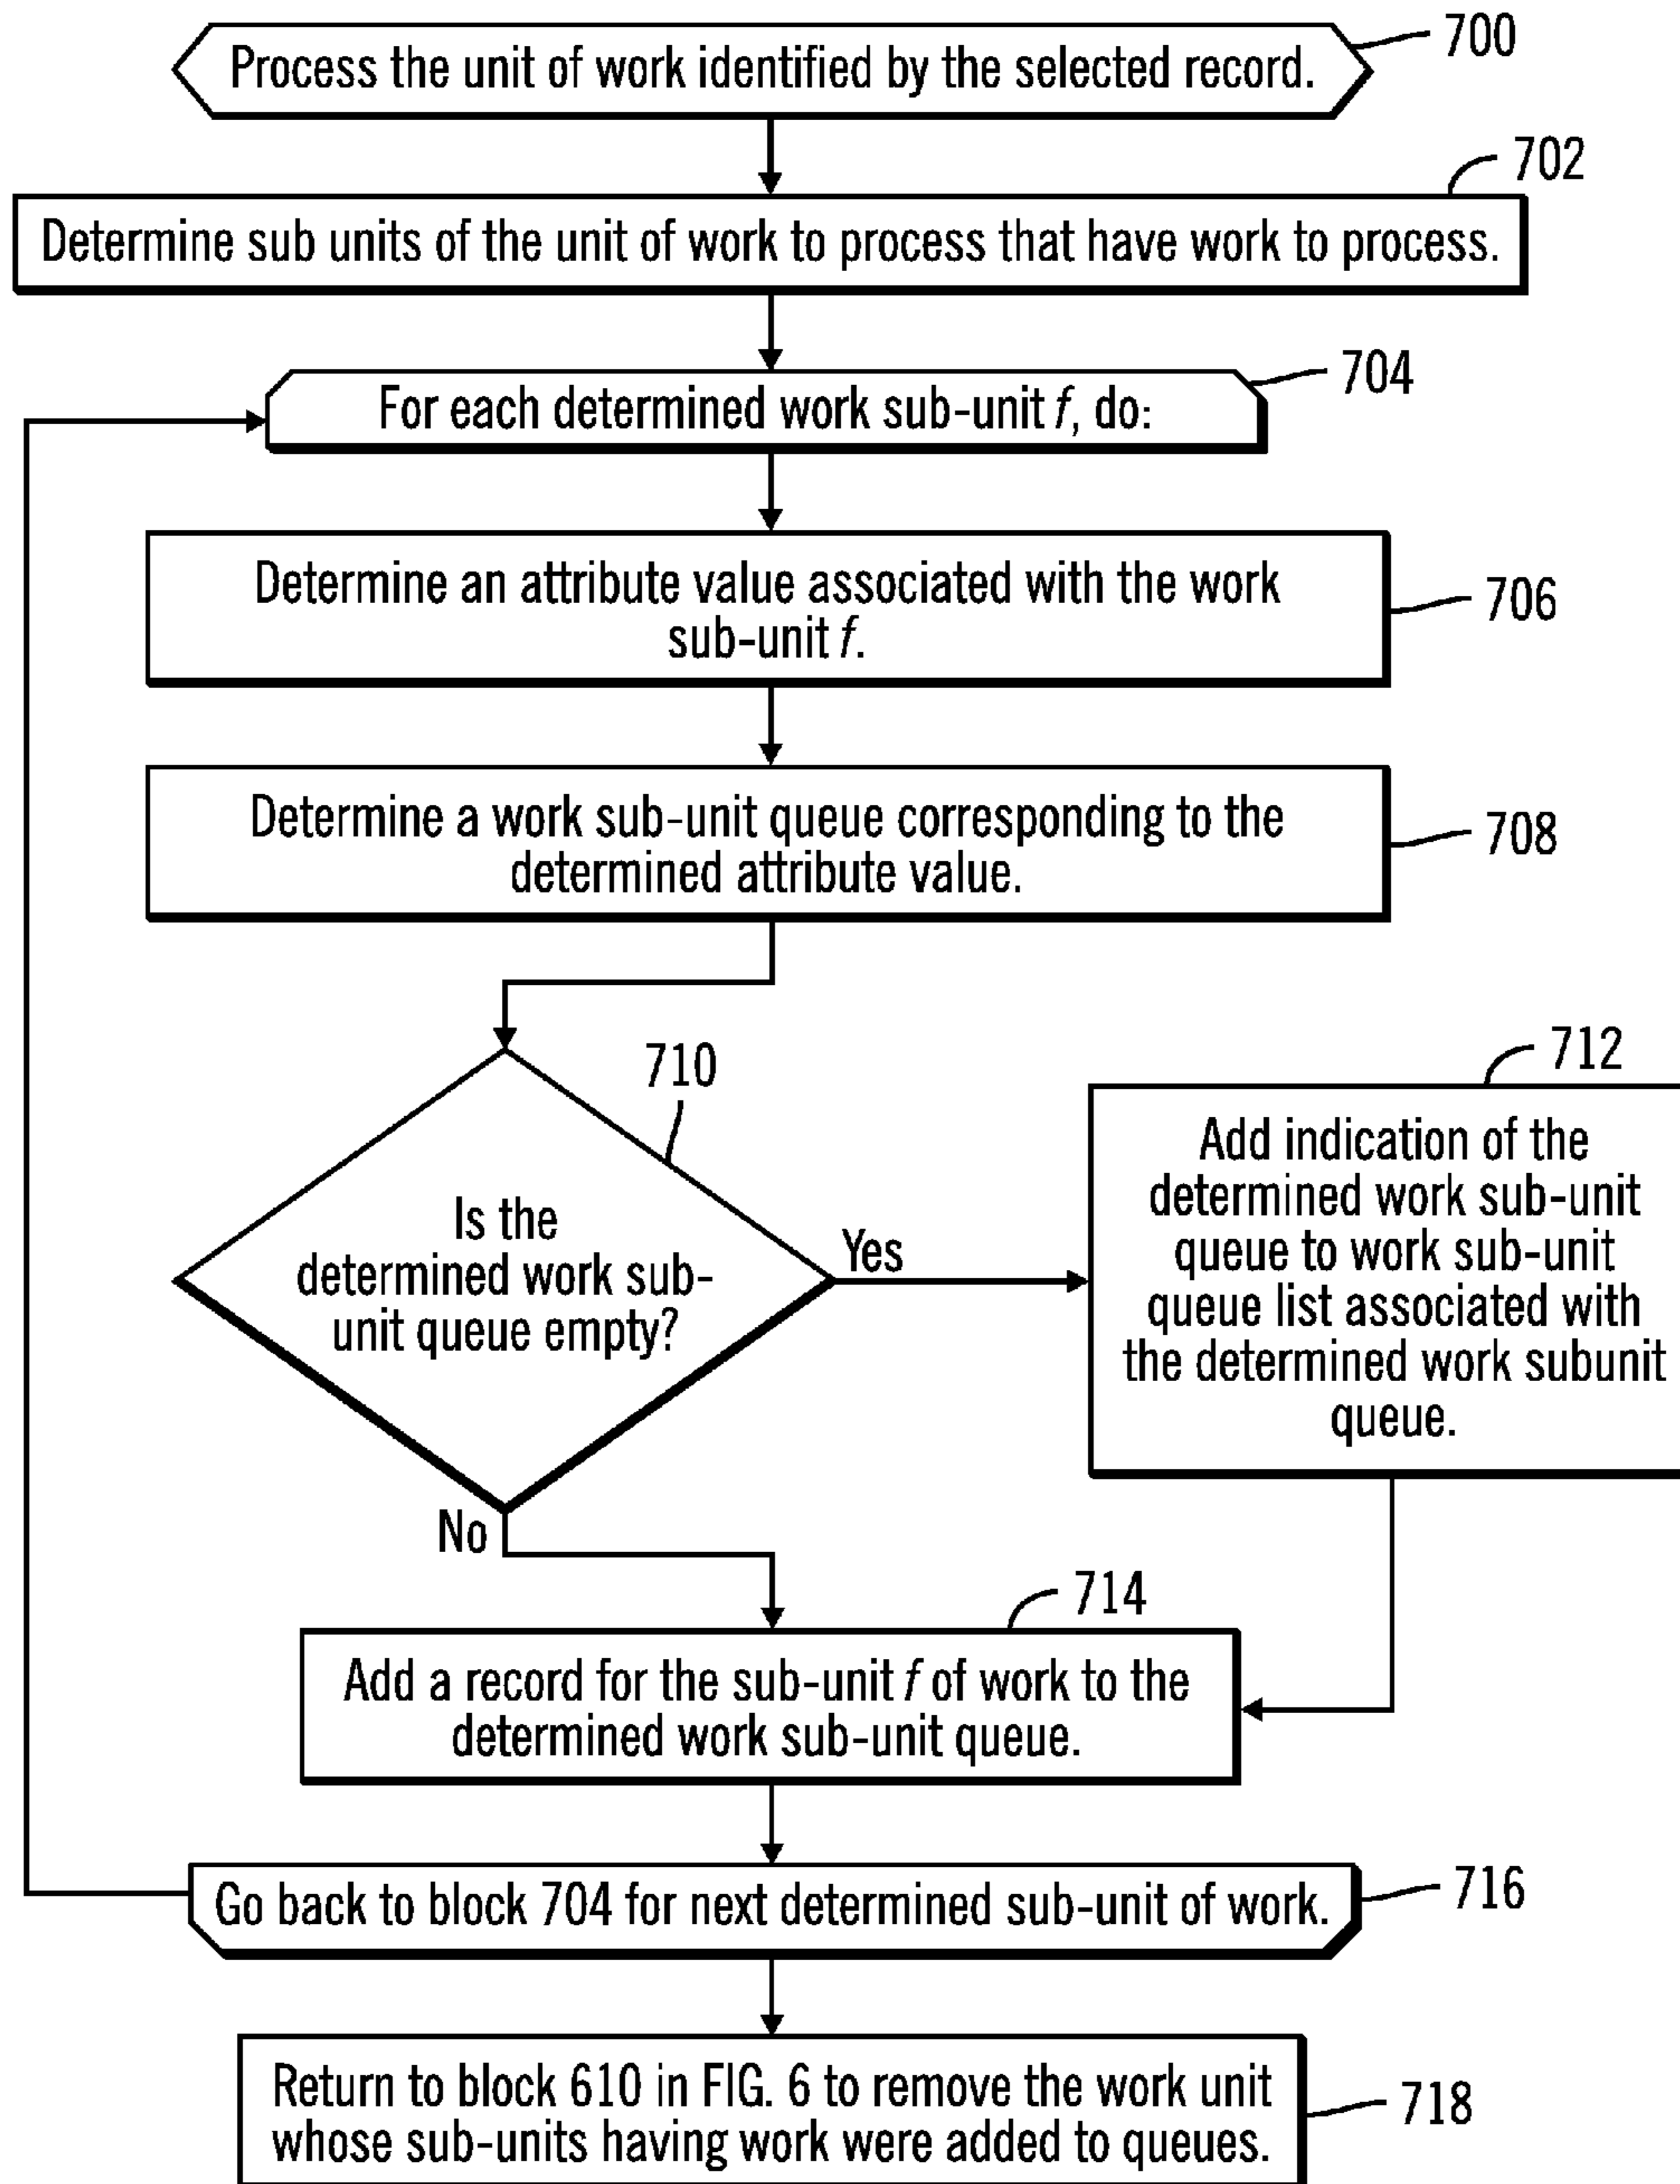 Process the unit of work identified by the selected record.
700
702
Determine sub units of the unit of work to process that have work to process.
704
For each determined work sub-unit f, do:
Determine an attribute value associated with the work
sub-unit f.
706
Determine a work sub-unit queue corresponding to the
determined attribute value.
708
710
Is the
determined work sub-
unit queue empty?
Yes
No
712
Add indication of the
determined work sub-unit
queue to work sub-unit
queue list associated with
the determined work subunit
queue.
714
Add a record for the sub-unit f of work to the
determined work sub-unit queue.
Go back to block 704 for next determined sub-unit of work.
716
Return to block 610 in FIG. 6 to remove the work unit
whose sub-units having work were added to queues.
718